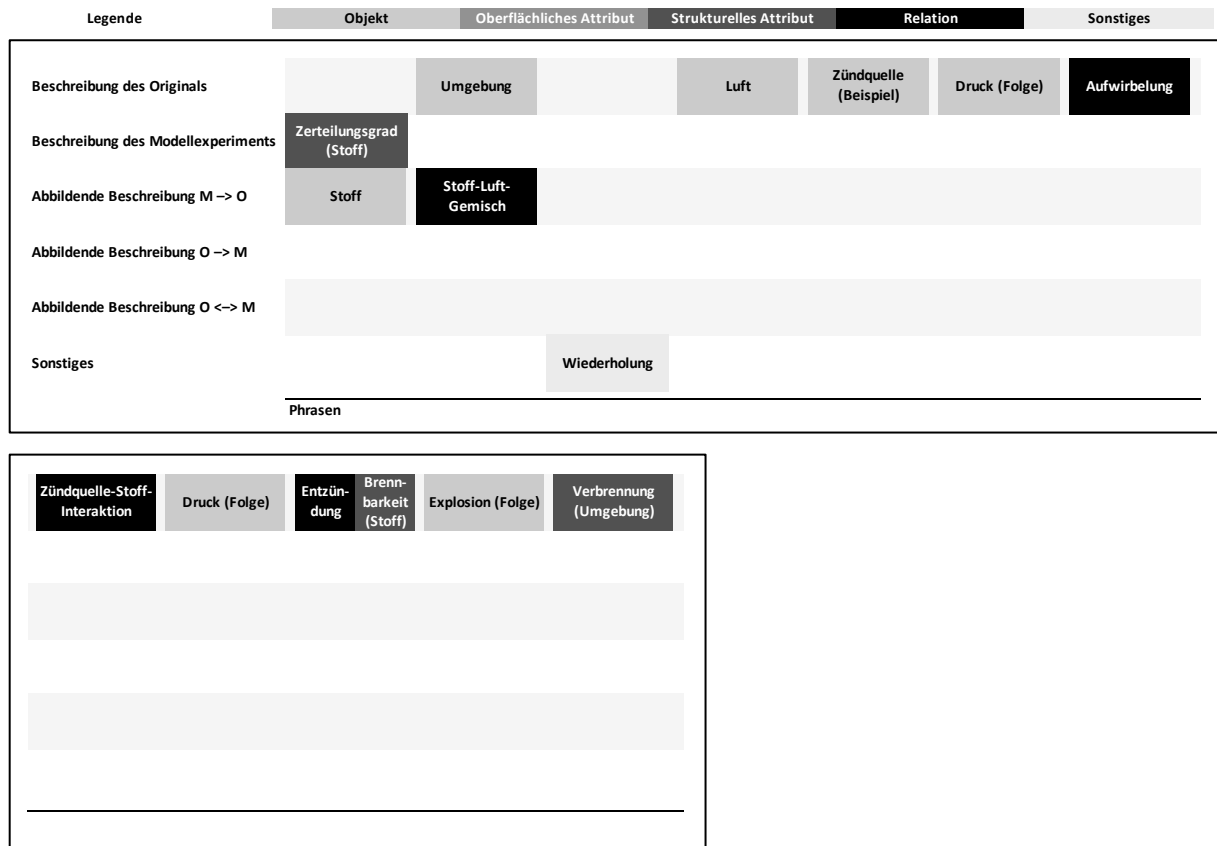 Legende Objekt Oberflächliches Attribut Strukturelles Attribut Relation Sonstiges
Beschreibung des Originals
Umgebung
Luft
Zündquelle
(Beispiel)
Druck (Folge)
Aufwirbelung
Beschreibung des Modellexperiments
Zerteilungsgrad
(Stoff)
Abbildende Beschreibung M –> O
Stoff
Stoff-Luft-
Gemisch
Abbildende Beschreibung O –> M
Abbildende Beschreibung O <–> M
Sonstiges
Wiederholung
Phrasen
Zündquelle-Stoff-
Interaktion
Druck (Folge)
Entzün-
dung
Brenn-
barkeit
(Stoff)
Explosion (Folge)
Verbrennung
(Umgebung)